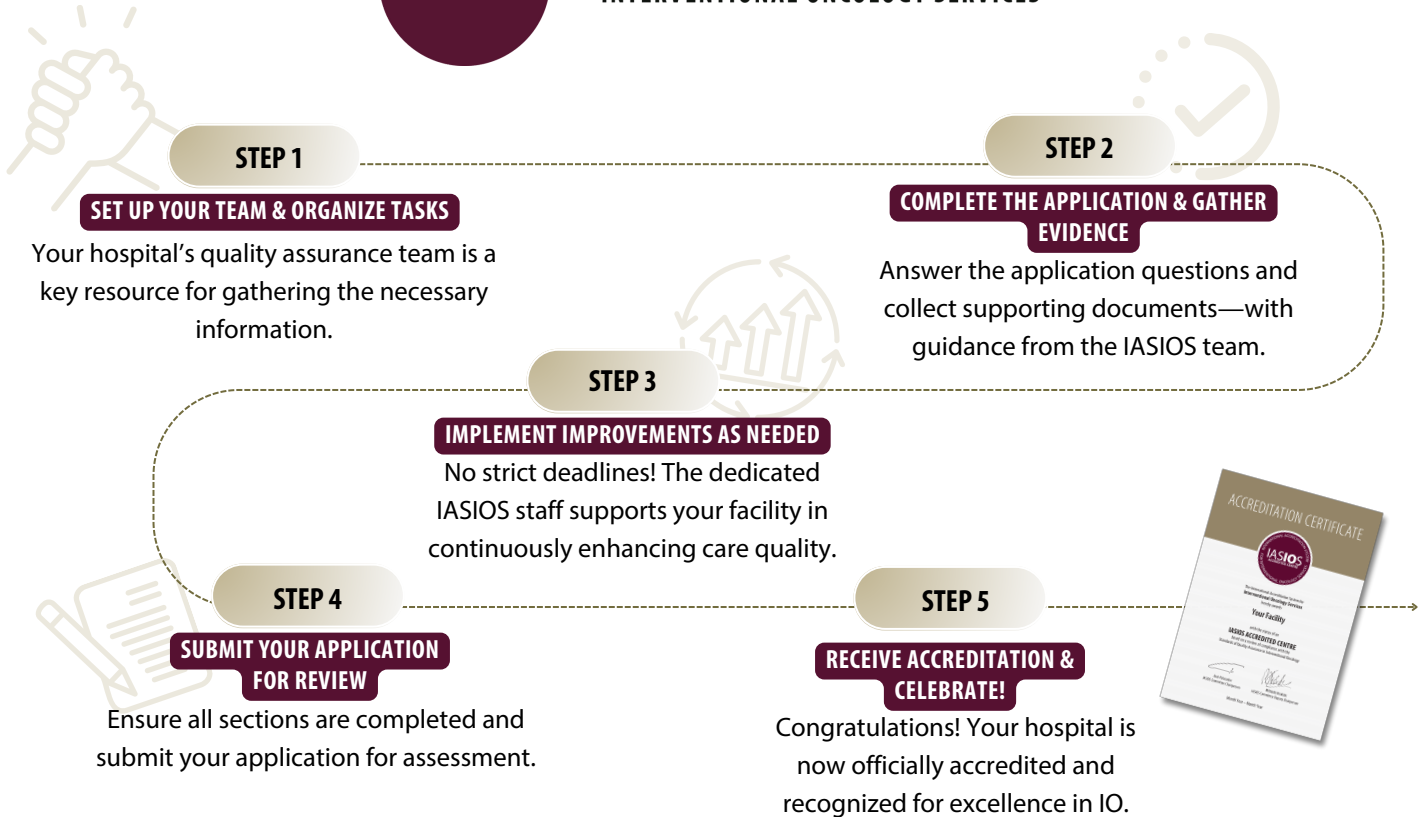 INTERVENTIONAL ONCOLOGY SERVICES
STEP 1
SET UP YOUR TEAM & ORGANIZE TASKS
Your hospital’s quality assurance team is a
key resource for gathering the necessary
information.
STEP 2
COMPLETE THE APPLICATION & GATHER
EVIDENCE
Answer the application questions and
collect supporting documents—with
guidance from the IASIOS team.
STEP 3
IMPLEMENT IMPROVEMENTS AS NEEDED
No strict deadlines! The dedicated
IASIOS staff supports your facility in
continuously enhancing care quality.
STEP 4
SUBMIT YOUR APPLICATION
FOR REVIEW
Ensure all sections are completed and
submit your application for assessment.
STEP 5
RECEIVE ACCREDITATION &
CELEBRATE!
Congratulations! Your hospital is
now officially accredited and
recognized for excellence in IO.
ACCREDITATION CERTIFICATE
IASIOS
Interventional Oncology Services
Your Facility
IASIOS ACCREDITED CENTRE